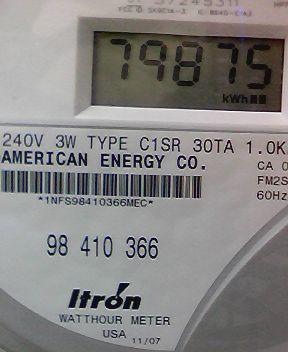 79875
kWh
240V 3W TYPE C1SR 30TA 1.0K
AMERICAN ENERGY CO.
CA 0
FM2S
60Hz
*1NFS98410366MEC*
98 410 366
Itron
WATTHOUR METER
USA 11/07